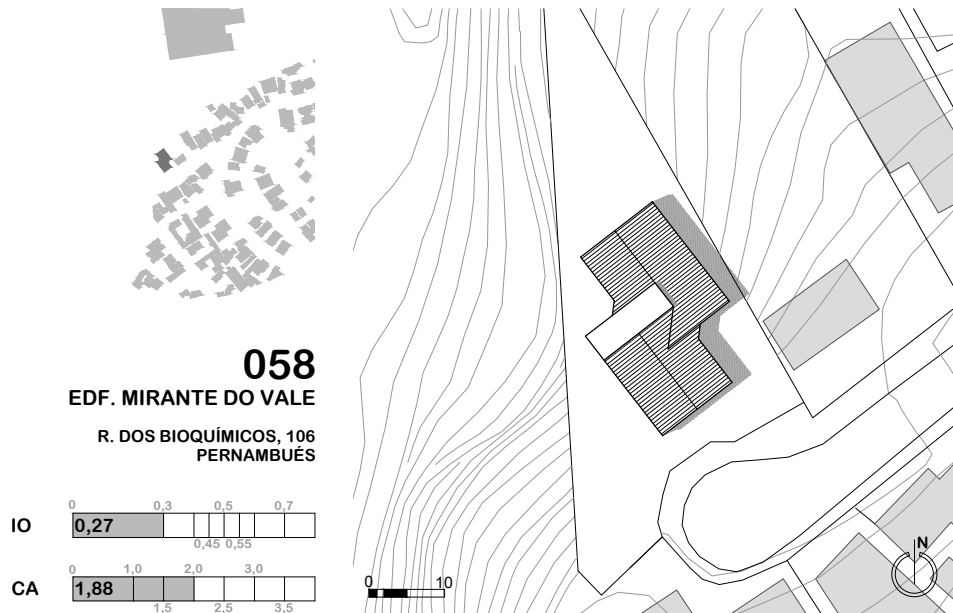 058
EDF. MIRANTE DO VALE
R. DOS BIOQUÍMICOS, 106
PERNAMBUÉS
0 0,3 0,5 0,7
IO 0,27
0,45 0,55
0 1,0 2,0 3,0
CA 1,88
1,5 2,5 3,5
0 10
N